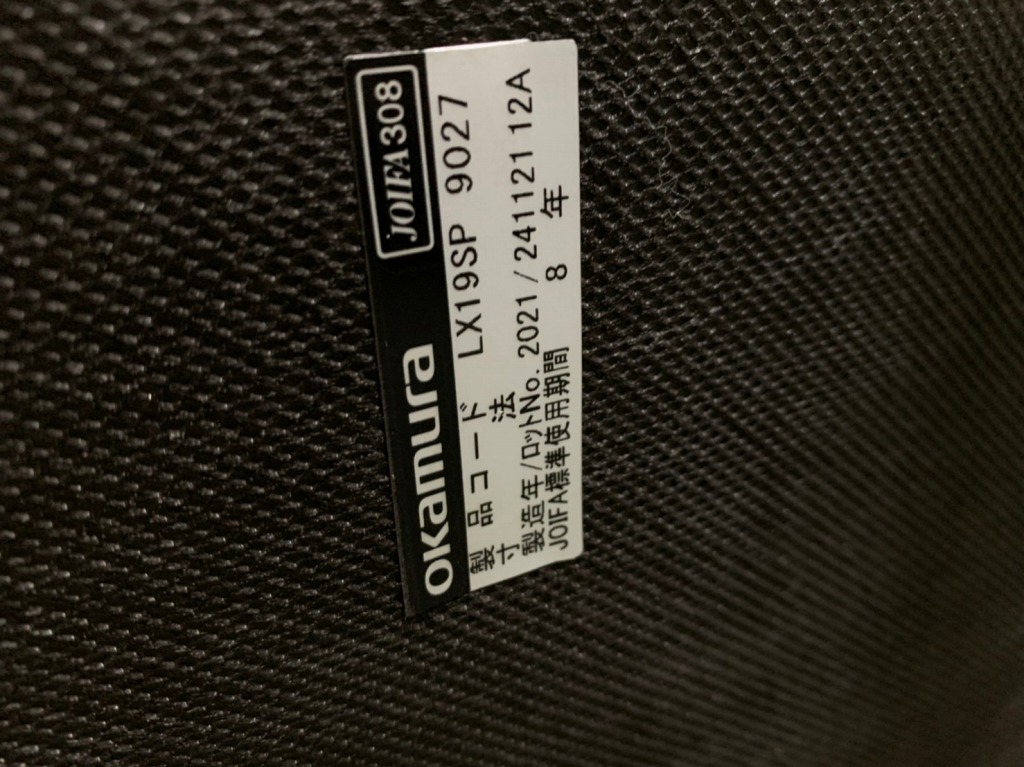 okamura JOIFA308
製品コード LX19SP 9027
寸法
製造年/ロットNo. 2021/241121 12A
JOIFA標準使用期間 8 年